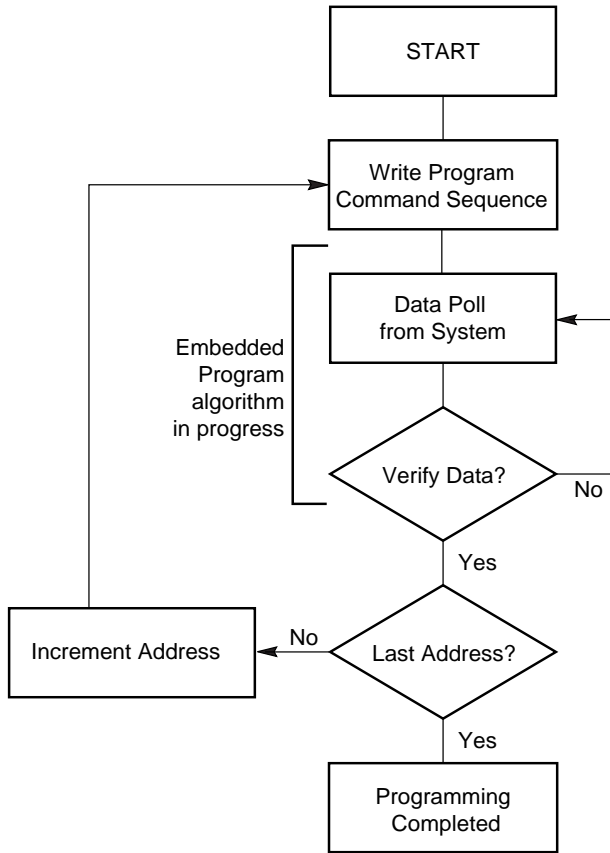 START
Write Program
Command Sequence
Data Poll
from System
Embedded
Program
algorithm
in progress
Verify Data?
No
Yes
Increment Address
No
Last Address?
Yes
Programming
Completed